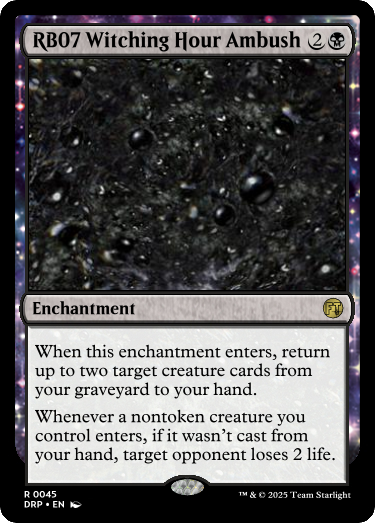 RB07 Witching Hour Ambush 2
Enchantment
FT
When this enchantment enters, return
up to two target creature cards from
your graveyard to your hand.
Whenever a nontoken creature you
control enters, if it wasn't cast from
your hand, target opponent loses 2 life.
R 0045
DRP • EN
™ & © 2025 Team Starlight